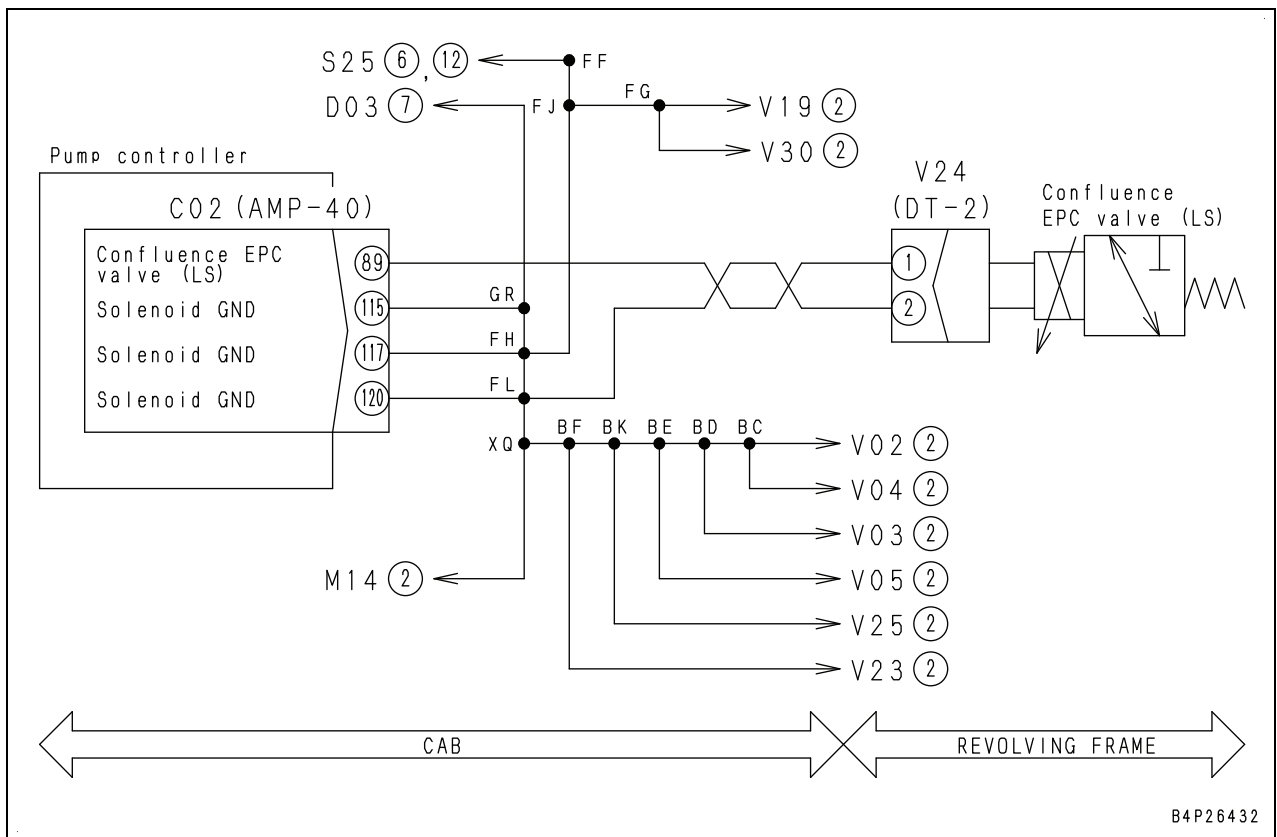 S25 ⑥, ⑫
FF
D03 ⑦
FJ
FG
V19 ②
V30 ②
Pump controller
V24
(DT-2)
Confluence
EPC valve (LS)
C02 (AMP-40)
Confluence EPC
valve (LS)
89
1
Solenoid GND
115
GR
2
Solenoid GND
117
FH
Solenoid GND
120
FL
XQ
BF BK BE BD BC
V02 ②
V04 ②
V03 ②
M14 ②
V05 ②
V25 ②
V23 ②
CAB
REVOLVING FRAME
B4P26432